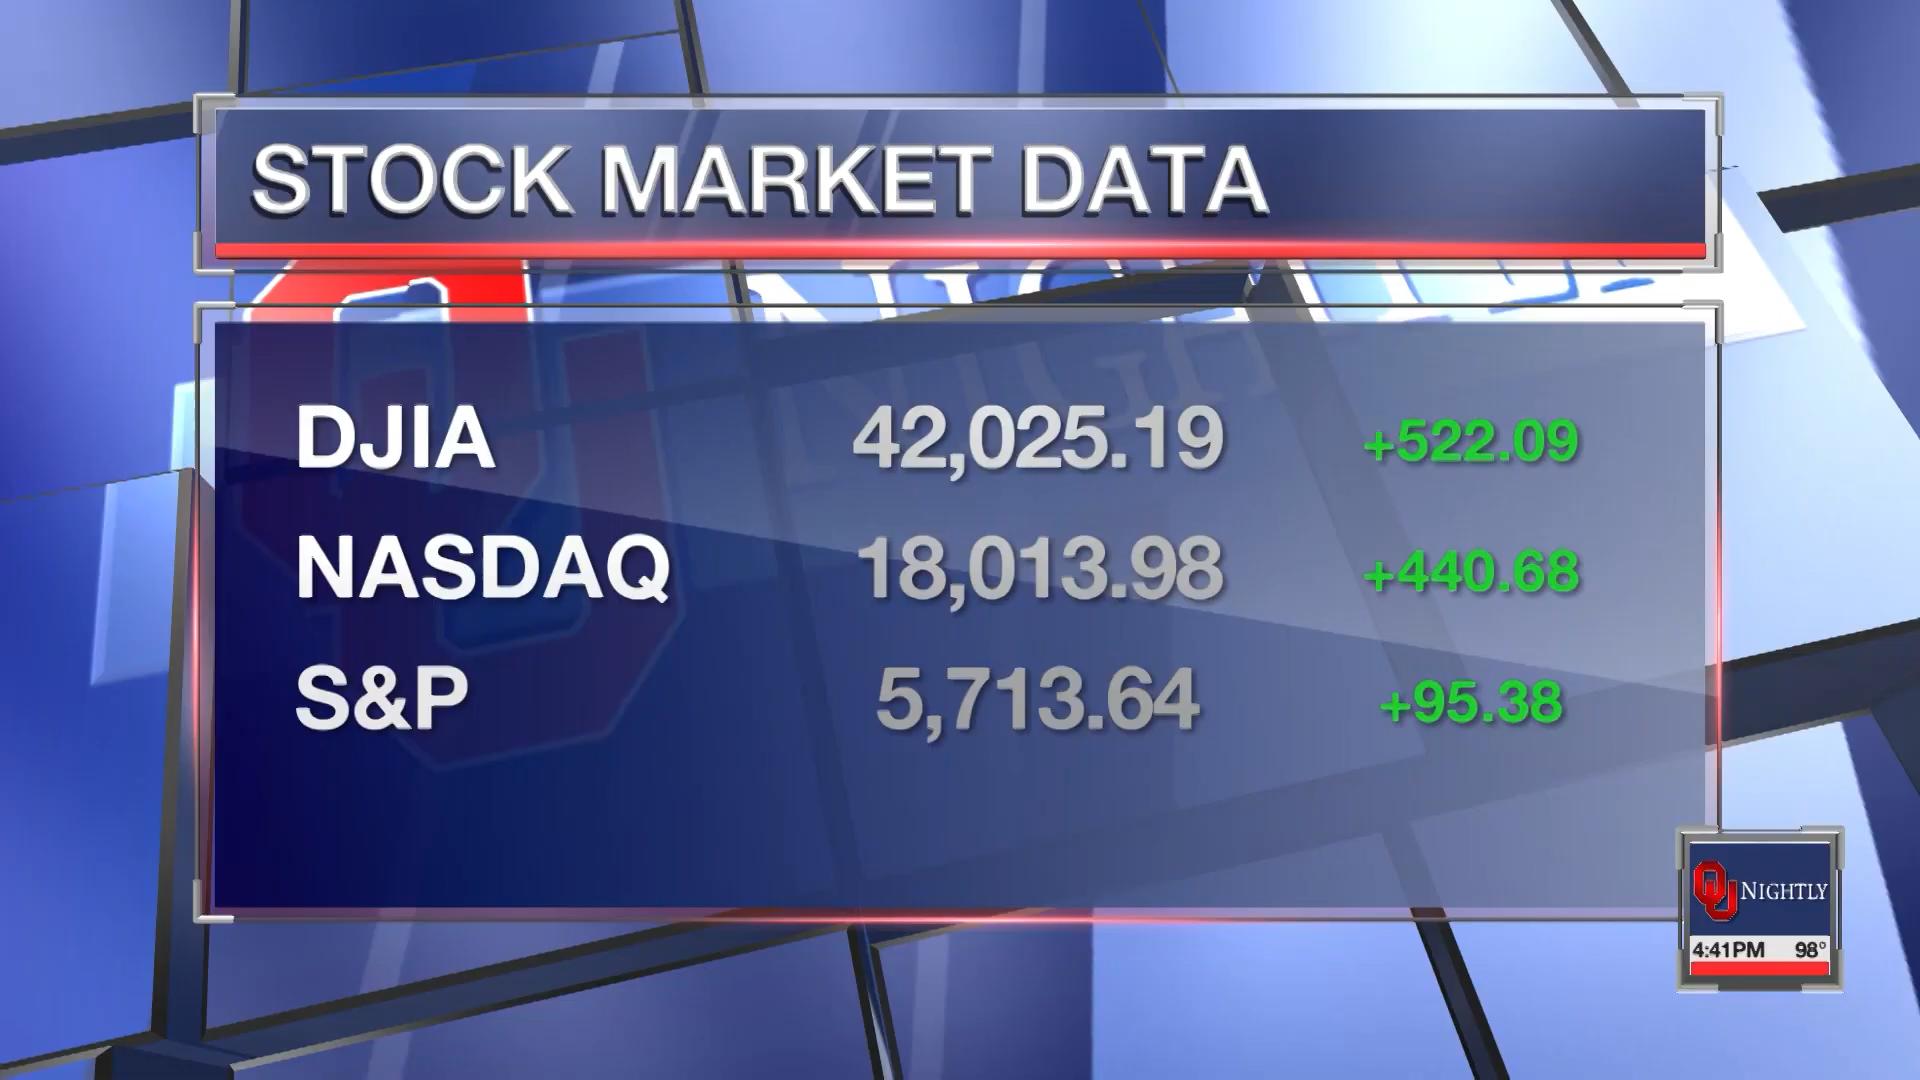 STOCK MARKET DATA
DJIA 42,025.19 +522.09
NASDAQ 18,013.98 +440.68
S&P 5,713.64 +95.38
OU NIGHTLY
4:41PM 98°